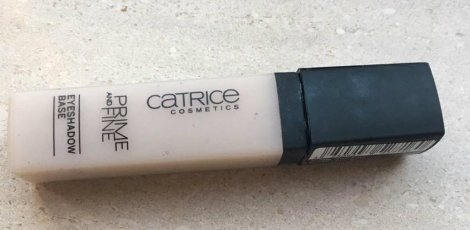 CATRICE
COSMETICS
PRIME
AND
FINE
EYESHADOW
BASE